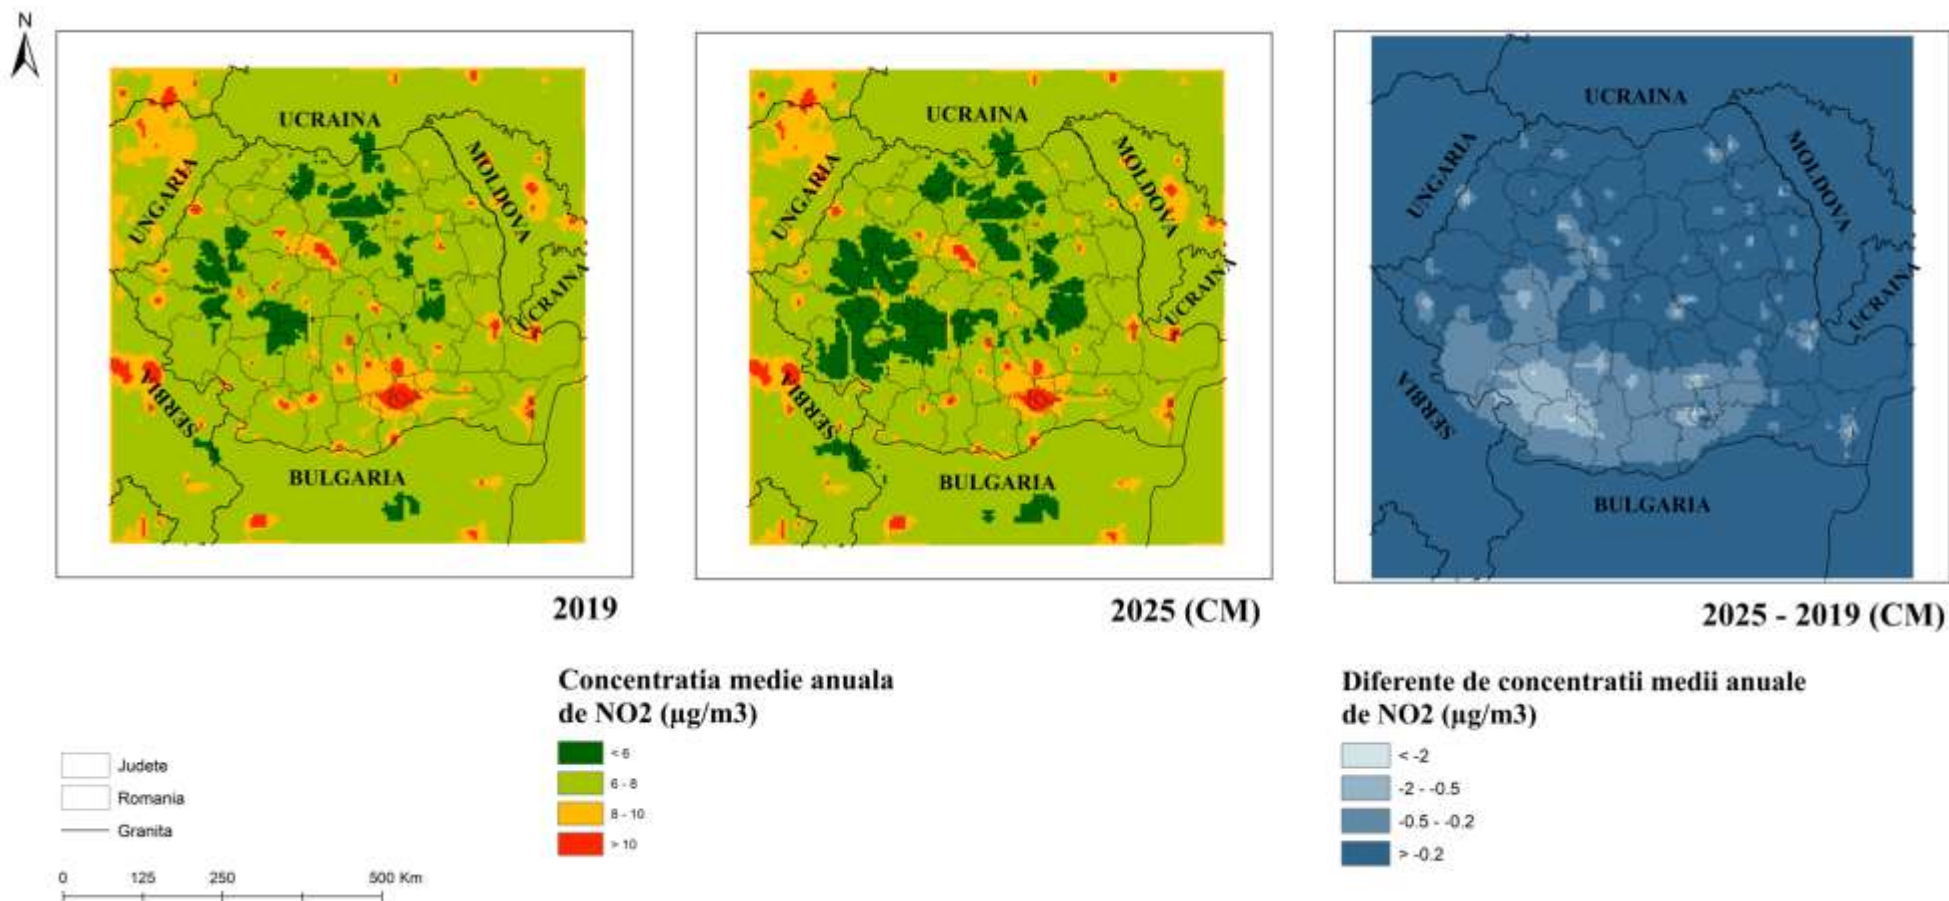 N
UCRAINA
UNGARIA
MOLDOVA
UCRAINA
SERBIA
BULGARIA
2019
UCRAINA
UNGARIA
MOLDOVA
UCRAINA
SERBIA
BULGARIA
2025 (CM)
UCRAINA
UNGARIA
MOLDOVA
UCRAINA
SERBIA
BULGARIA
2025 - 2019 (CM)
Judete
Romania
Granita
0 125 250 500 Km
Concentratia medie anuala
de NO2 (µg/m3)
< 6
6 - 8
8 - 10
> 10
Diferente de concentratii medii anuale
de NO2 (µg/m3)
< -2
-2 - -0.5
-0.5 - -0.2
> -0.2